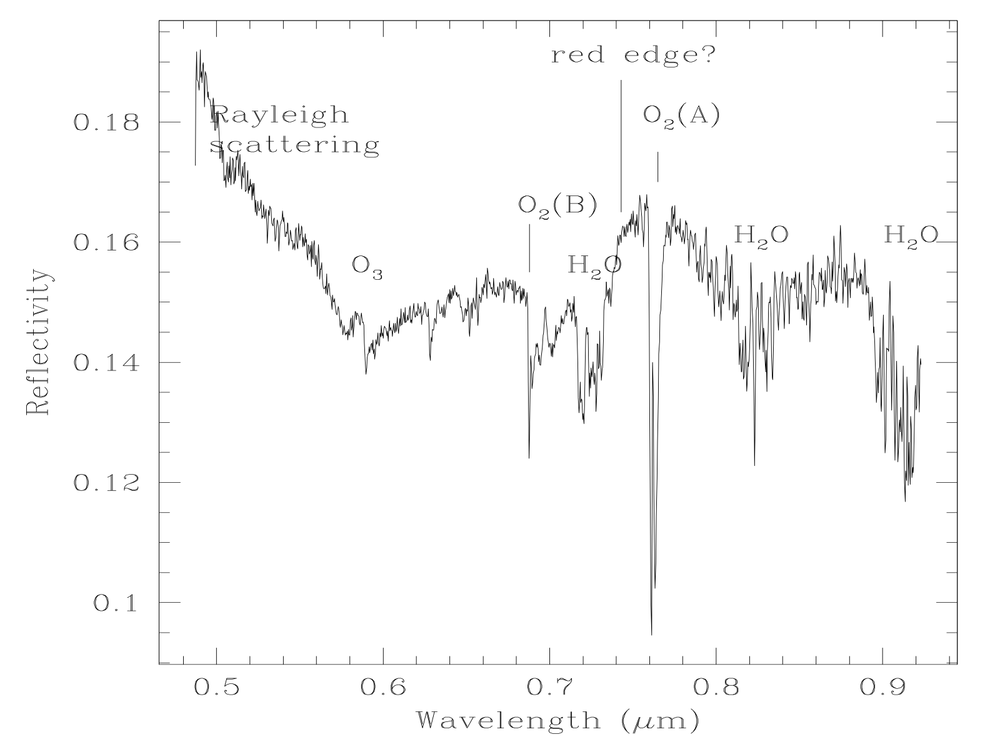 red edge?
Rayleigh
scattering
O2(A)
O2(B)
H2O
H2O
O3
H2O
0.18
0.16
0.14
0.12
0.1
Reflectivity
0.5 0.6 0.7 0.8 0.9
Wavelength (μm)